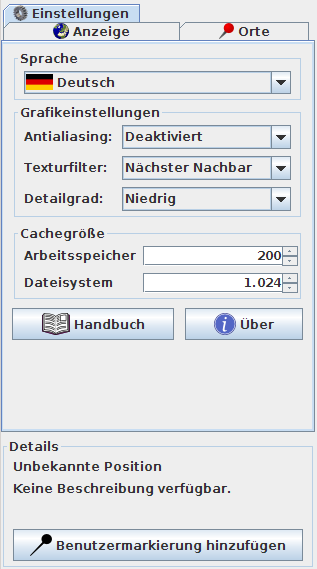 Einstellungen
Anzeige Orte
Sprache
Deutsch
Grafikeinstellungen
Antialiasing: Deaktiviert
Texturfilter: Nächster Nachbar
Detailgrad: Niedrig
Cachegröße
Arbeitsspeicher 200
Dateisystem 1.024
Handbuch Über
Details
Unbekannte Position
Keine Beschreibung verfügbar.
Benutzermarkierung hinzufügen